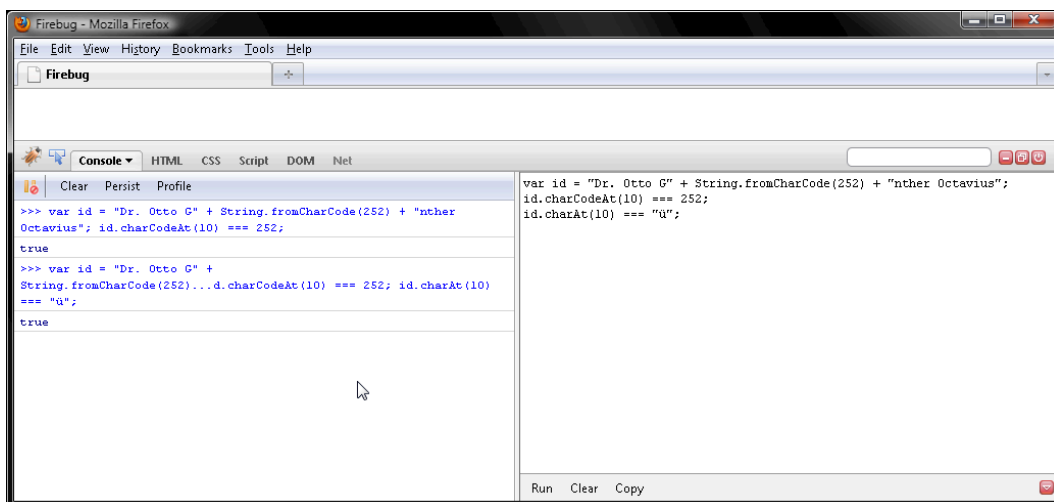 Firebug - Mozilla Firefox
File Edit View History Bookmarks Tools Help
Firebug
Console HTML CSS Script DOM Net
Clear Persist Profile
>>> var id = "Dr. Otto G" + String.fromCharCode(252) + "nther
Octavius"; id.charCodeAt(10) === 252;
true
>>> var id = "Dr. Otto G" +
String.fromCharCode(252)...d.charCodeAt(10) === 252; id.charAt(10)
=== "ü";
true
var id = "Dr. Otto G" + String.fromCharCode(252) + "nther Octavius";
id.charCodeAt(10) === 252;
id.charAt(10) === "ü";
Run Clear Copy